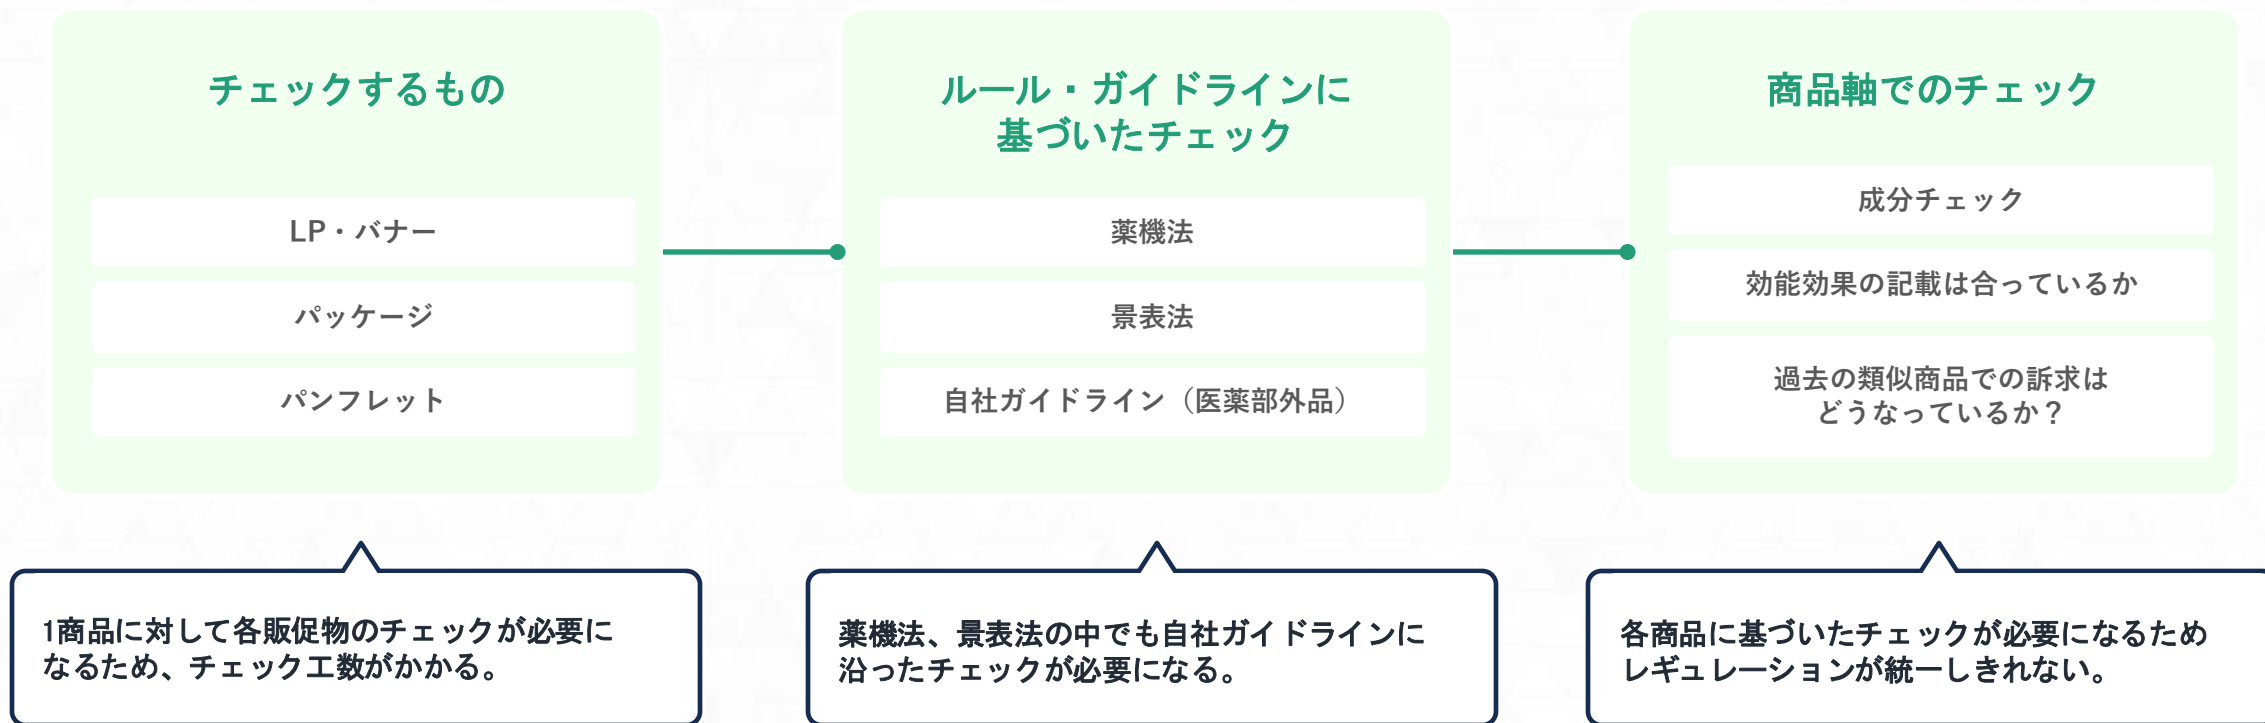 チェックするもの
LP・バナー
パッケージ
パンフレット
ルール・ガイドラインに
基づいたチェック
薬機法
景表法
自社ガイドライン（医薬部外品）
商品軸でのチェック
成分チェック
効能効果の記載は合っているか
過去の類似商品での訴求は
どうなっているか？
1商品に対して各販促物のチェックが必要に
なるため、チェック工数がかかる。
薬機法、景表法の中でも自社ガイドラインに
沿ったチェックが必要になる。
各商品に基づいたチェックが必要になるため
レギュレーションが統一しきれない。